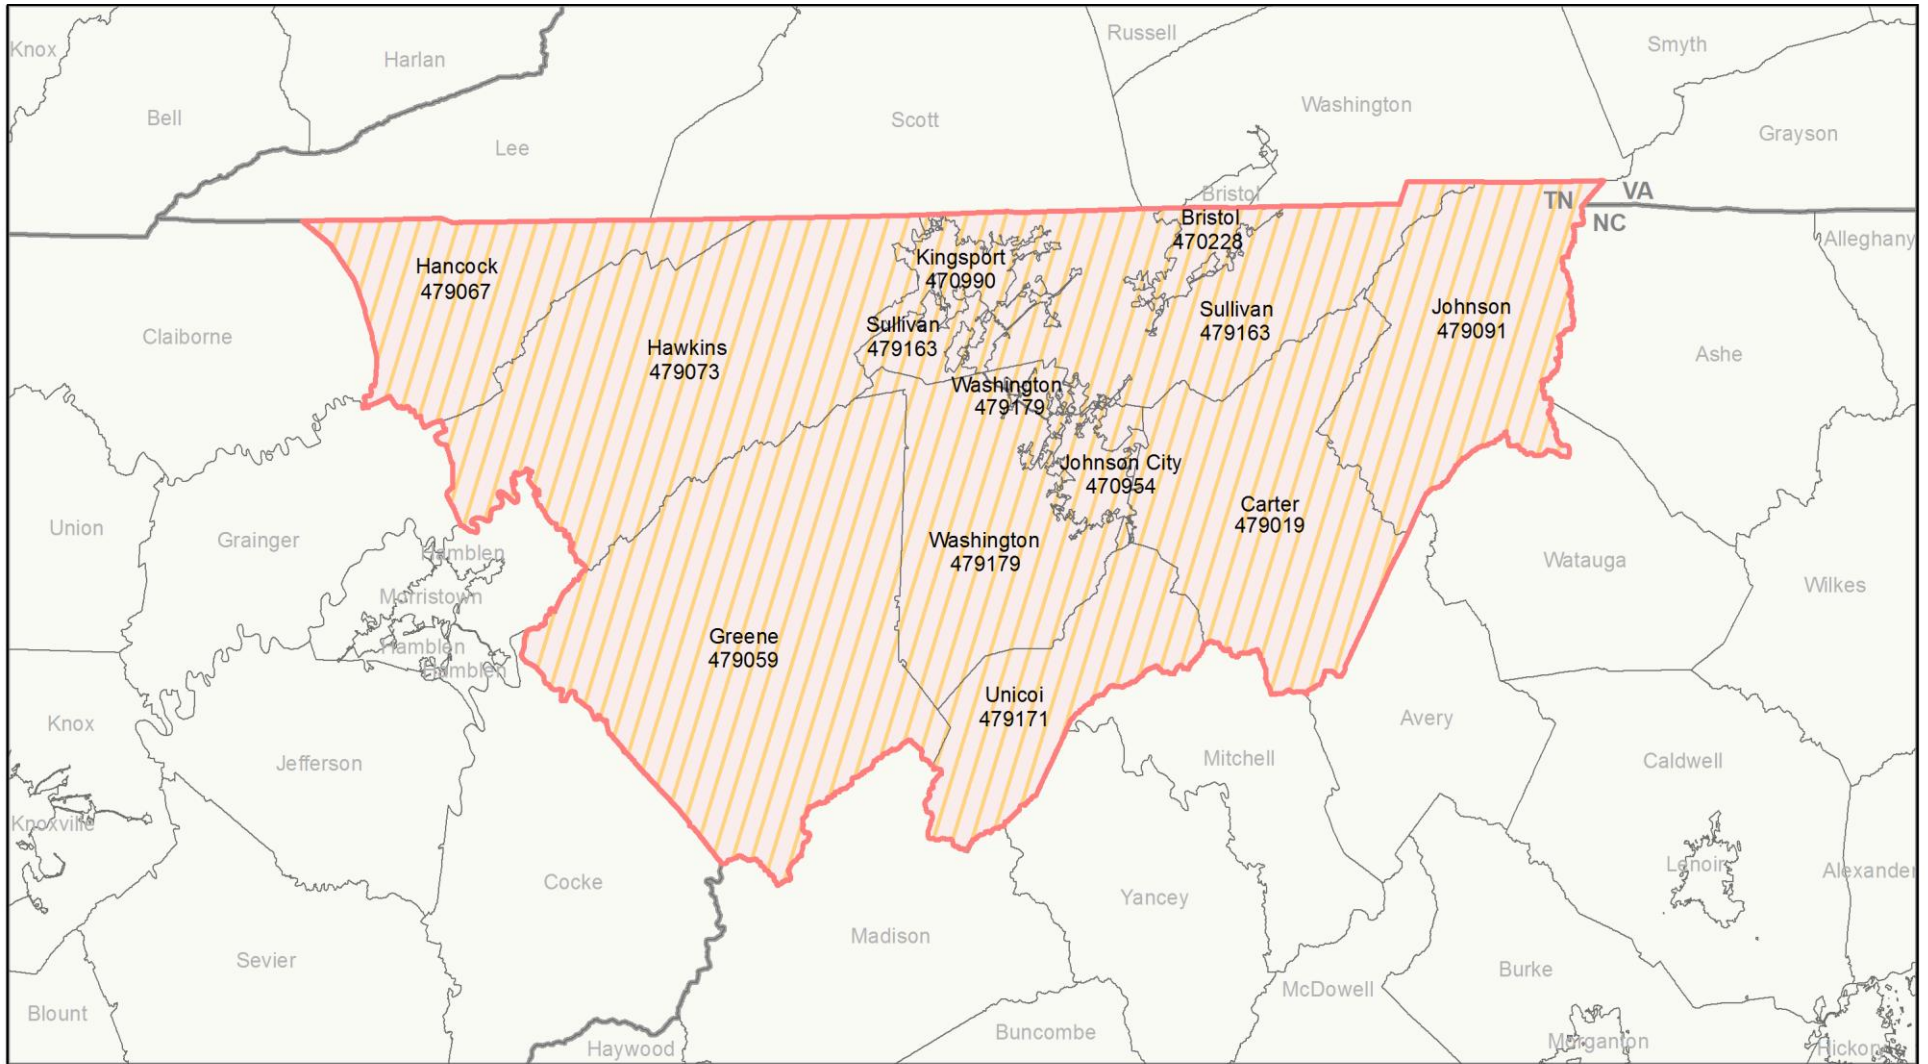 Knox
Harlan
Russell
Smyth
Bell
Scott
Washington
Grayson
Lee
Bristol
TN
VA
NC
Bristol
470228
Alleghany
Hancock
479067
Kingsport
470990
Claiborne
Hawkins
479073
Sullivan
479163
Sullivan
479163
Johnson
479091
Ashe
Washington
479179
Johnson City
470954
Carter
479019
Union
Grainger
Hamblen
Morristown
Hamblen
Hamblen
Washington
479179
Watauga
Wilkes
Greene
479059
Unicoi
479171
Knox
Jefferson
Mitchell
Avery
Caldwell
Knoxville
Cocke
Yancey
Lenoir
Alexander
Sevier
Madison
Burke
McDowell
Blount
Haywood
Buncombe
Morganton
Hickory